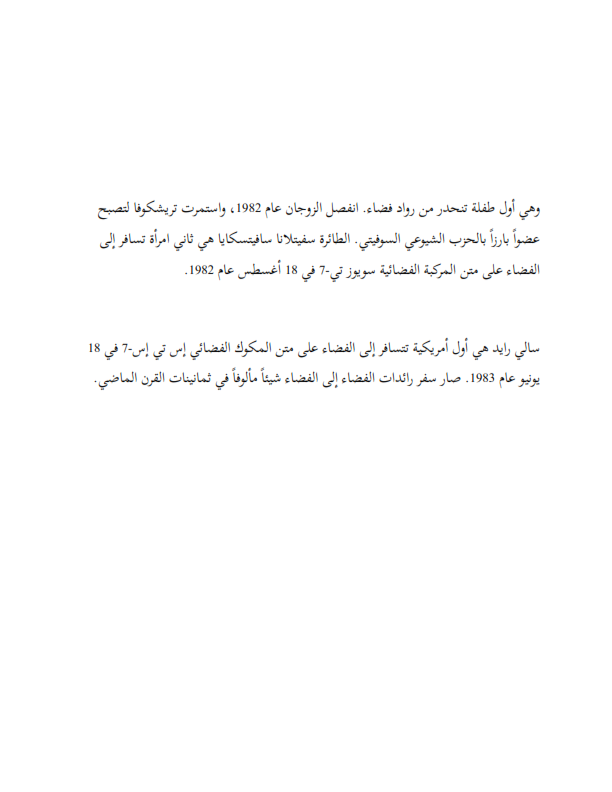 وهي أول طفلة تنحدر من رواد فضاء. انفصل الزوجان عام 1982، واستمرت تريشكوفا لتصبح
عضواً بارزاً بالحزب الشيوعي السوفيتي. الطائرة سفيتلانا سافيتسكايا هي ثاني امرأة تسافر إلى
الفضاء على متن المركبة الفضائية سويوز تي-7 في 18 أغسطس عام 1982.
سالي رايد هي أول أمريكية تتسافر إلى الفضاء على متن المكوك الفضائي إس تي إس-7 في 18
يونيو عام 1983. صار سفر رائدات الفضاء إلى الفضاء شيئاً مألوفاً في ثمانينات القرن الماضي.